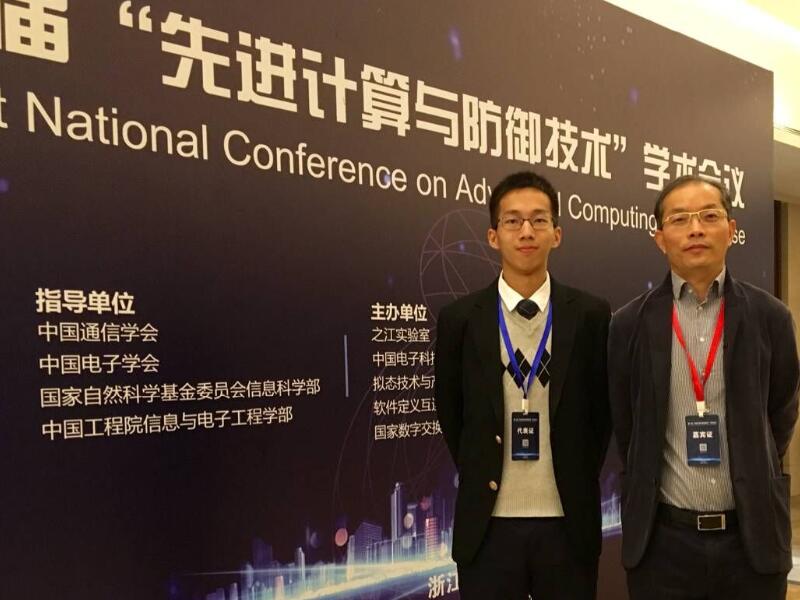 届“先进计算与防御技术”学术会议
National Conference on Computing
指导单位
中国通信学会
中国电子学会
国家自然科学基金委员会信息科学部
中国工程院信息与电子工程学部
主办单位
之江实验室
中国电子科
拟态技术与
软件定义互
国家数字交换
浙江
代表证
嘉宾证